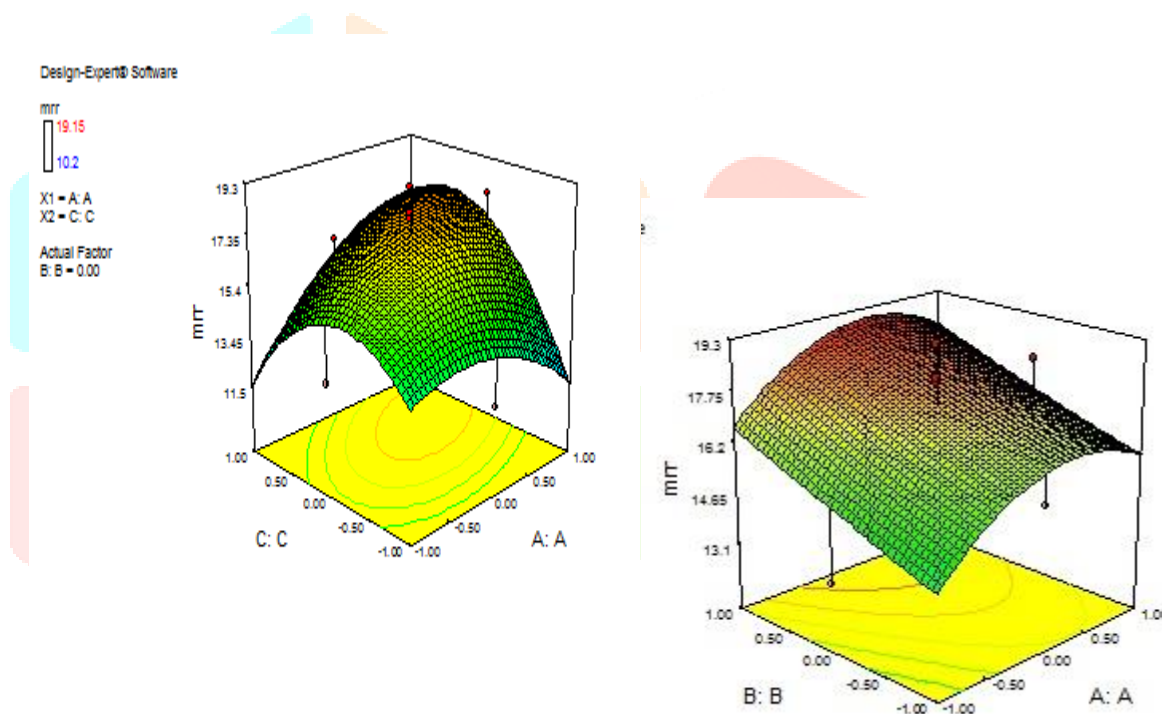 Design-Expert® Software
mrr
19.15
10.2
X1 = A: A
X2 = C: C
Actual Factor
B: B = 0.00
19.3
17.35
15.4
13.45
11.5
mrr
1.00
0.50
0.00
-0.50
-1.00
C: C
-1.00
-0.50
0.00
0.50
1.00
A: A
19.3
17.75
16.2
14.65
13.1
mrr
1.00
0.50
0.00
-0.50
-1.00
B: B
-1.00
-0.50
0.00
0.50
1.00
A: A